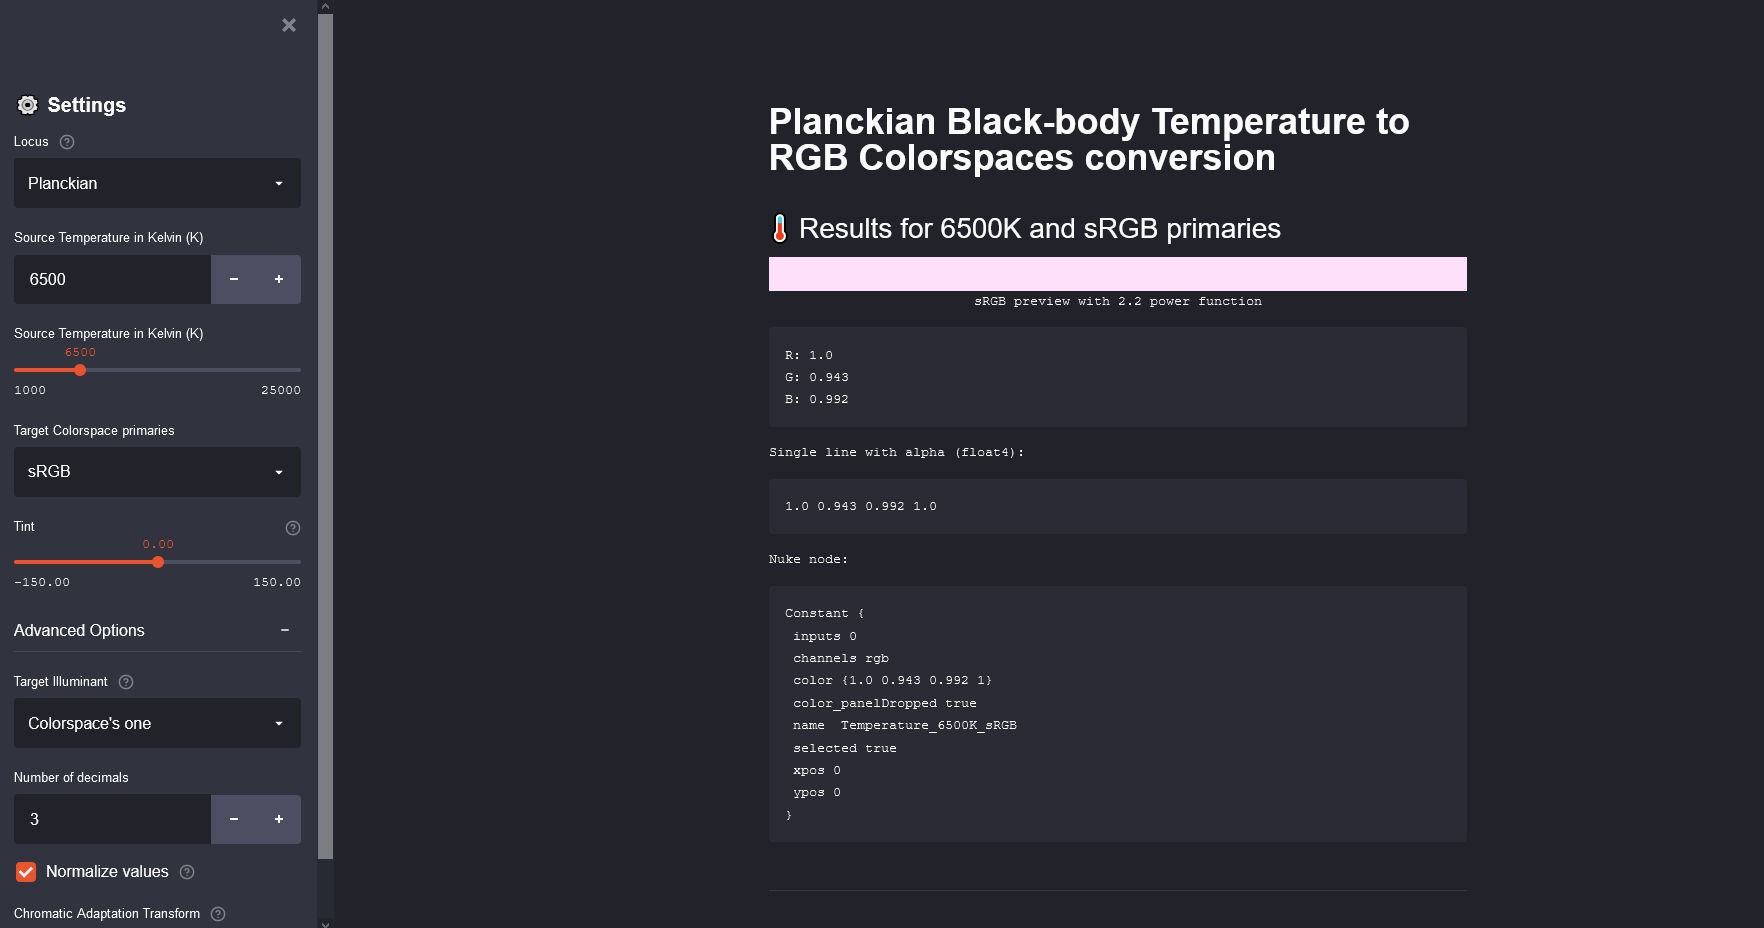 Settings
Locus
Planckian
Source Temperature in Kelvin (K)
6500
Source Temperature in Kelvin (K)
6500
1000 25000
Target Colorspace primaries
sRGB
Tint
0.00
-150.00 150.00
Advanced Options
Target Illuminant
Colorspace's one
Number of decimals
3
Normalize values
Chromatic Adaptation Transform
Planckian Black-body Temperature to
RGB Colorspaces conversion
Results for 6500K and sRGB primaries
sRGB preview with 2.2 power function
R: 1.0
G: 0.943
B: 0.992
Single line with alpha (float4):
1.0 0.943 0.992 1.0
Nuke node:
Constant {
 inputs 0
 channels rgb
 color {1.0 0.943 0.992 1}
 color_panelDropped true
 name  Temperature_6500K_sRGB
 selected true
 xpos 0
 ypos 0
}